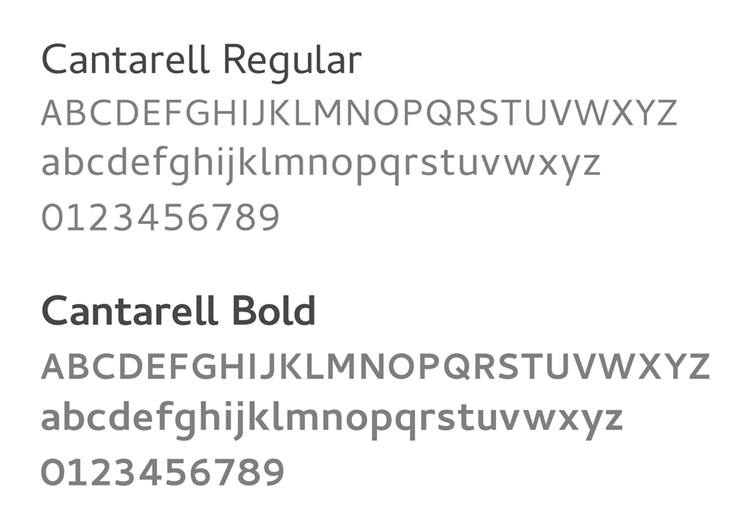 Cantarell Regular
ABCDEFGHIJKLMNOPQRSTUVWXYZ
abcdefghijklmnopqrstuvwxyz
0123456789
Cantarell Bold
ABCDEFGHIJKLMNOPQRSTUVWXYZ
abcdefghijklmnopqrstuvwxyz
0123456789